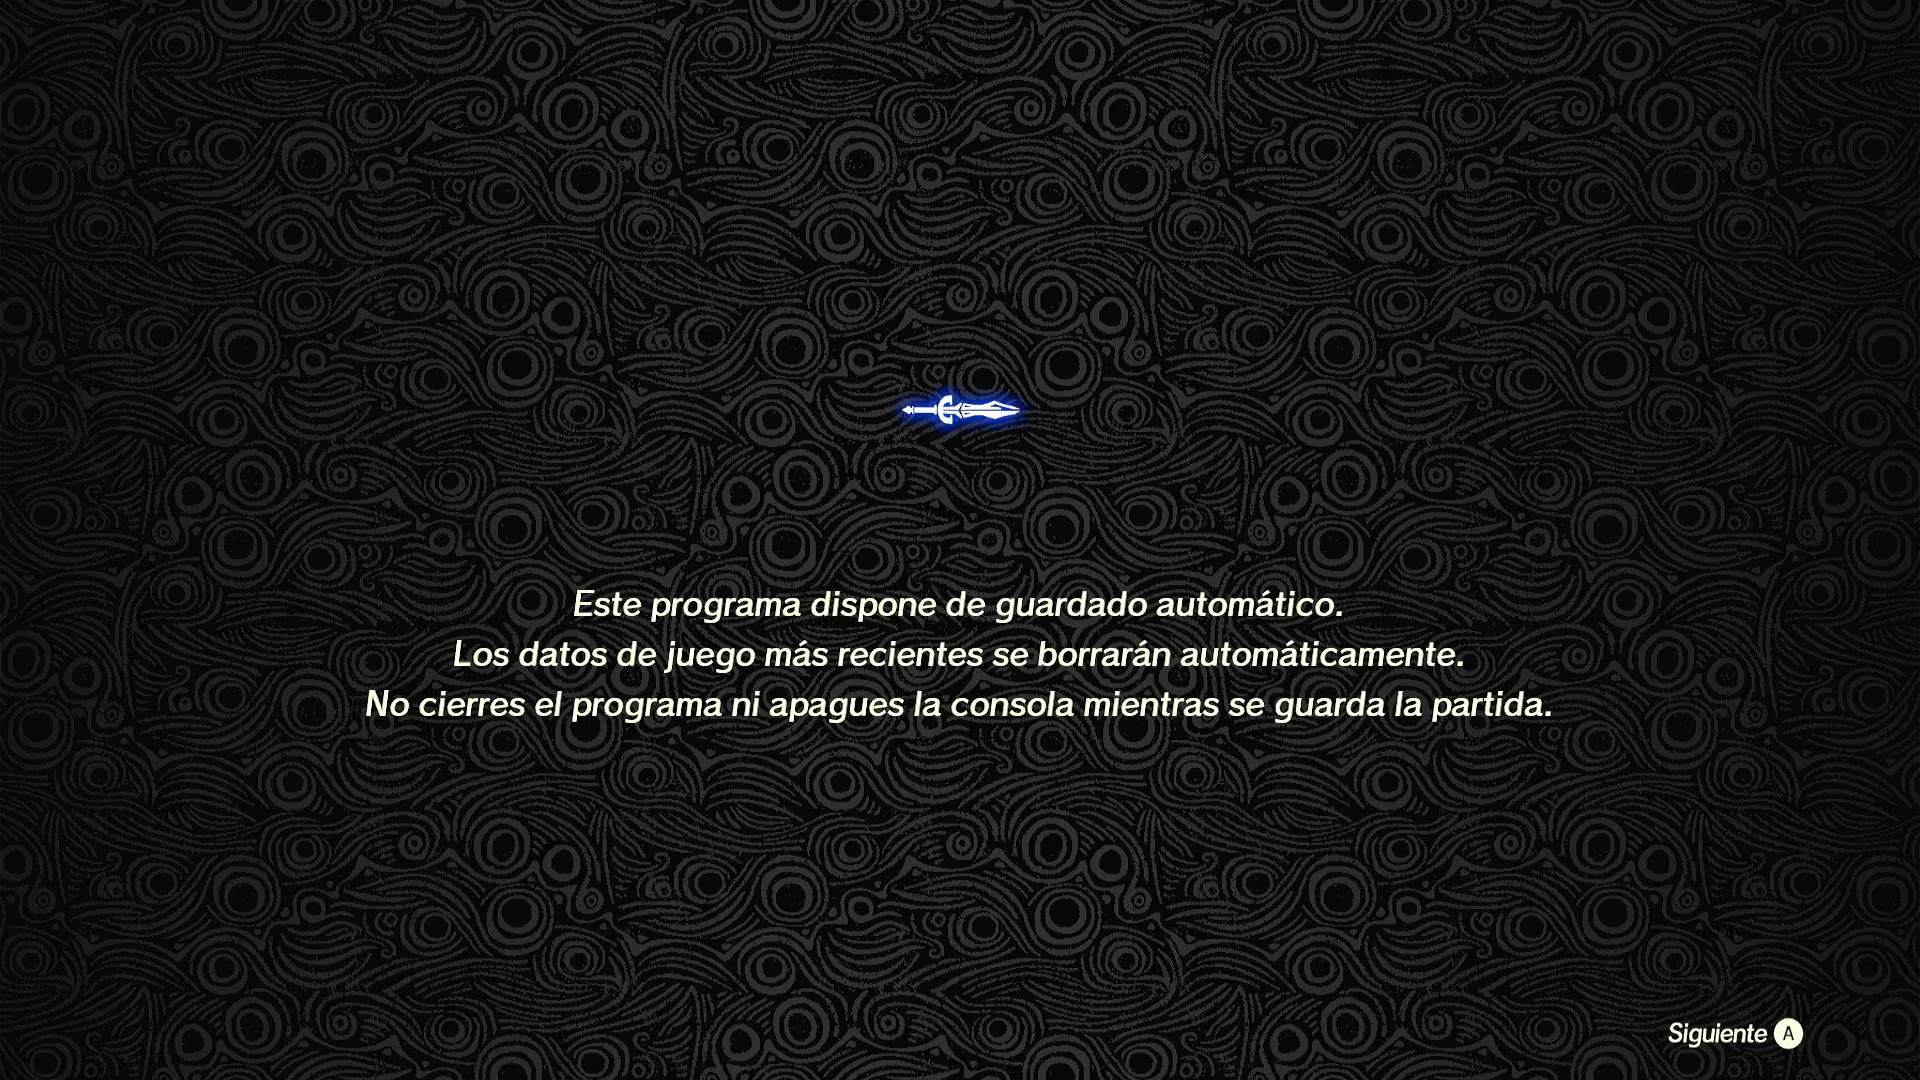 Este programa dispone de guardado automático.
Los datos de juego más recientes se borrarán automáticamente.
No cierres el programa ni apagues la consola mientras se guarda la partida.
Siguiente A